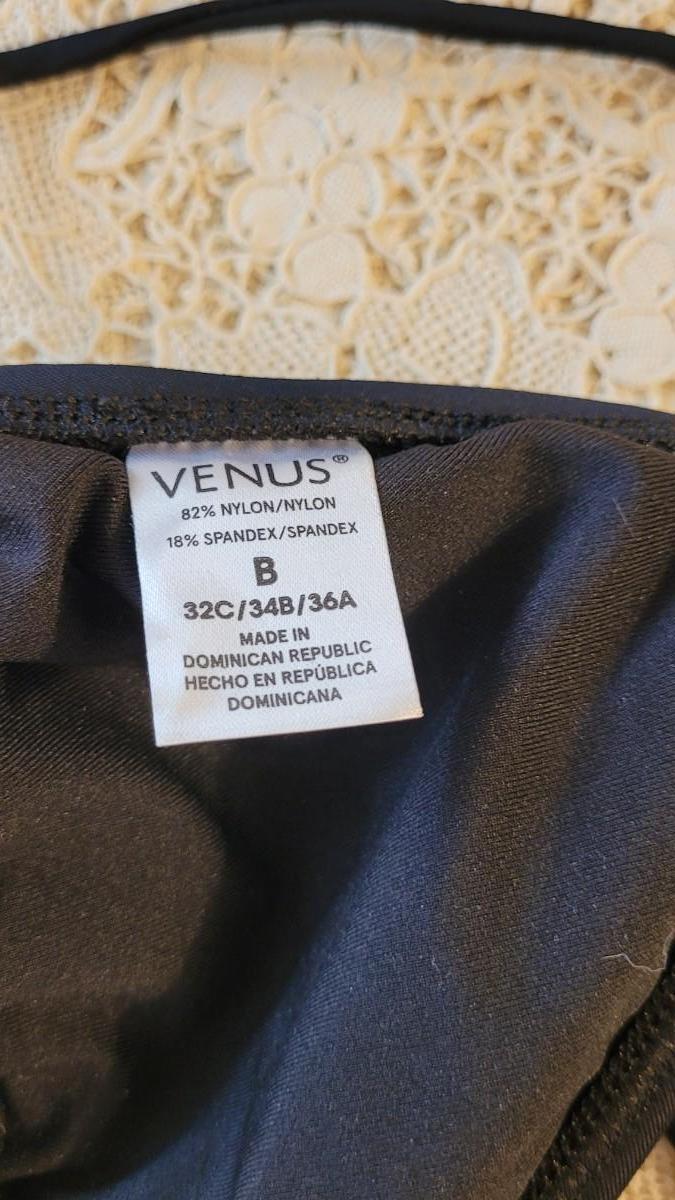 VENUS®
82% NYLON/NYLON
18% SPANDEX/SPANDEX
B
32C/34B/36A
MADE IN
DOMINICAN REPUBLIC
HECHO EN REPÚBLICA
DOMINICANA